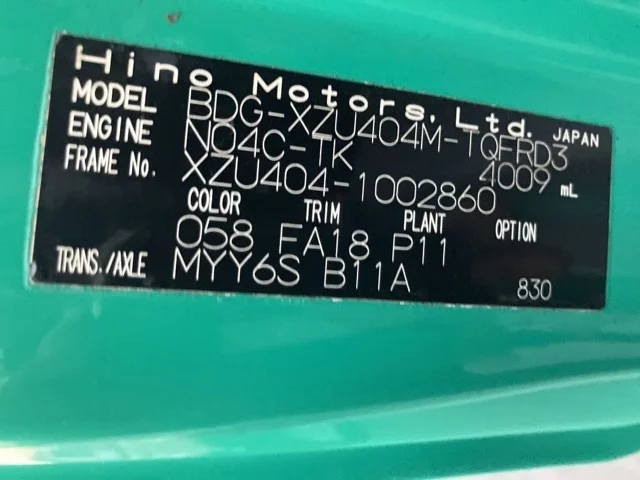 Hino Motors, Ltd. JAPAN
MODEL BDG-XZU404M-TQFRD3
ENGINE N04C-TK 4009 mL
FRAME No. XZU404-1002860
COLOR TRIM PLANT OPTION
058 FA18 P11
TRANS./AXLE MYY6S B11A 830